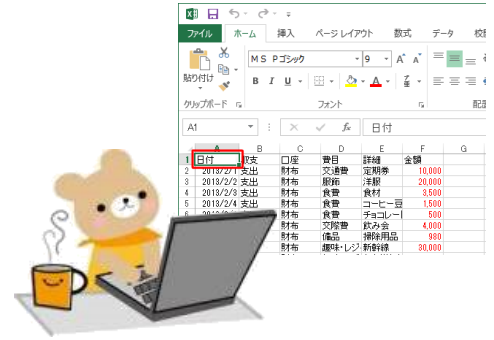 ファイル ホーム 挿入 ページ レイアウト 数式 データ 校
貼り付け
ＭＳ Ｐゴシック 9 A A
B I U A
クリップボード フォント
A1 fx 日付
A B C D E F G
1 日付 収支 口座 費目 詳細 金額
2 2013/2/1 支出 財布 交通費 定期券 10,000
3 2013/2/2 支出 財布 服飾 洋服 20,000
4 2013/2/3 支出 財布 食費 食材 3,500
5 2013/2/4 支出 財布 食費 コーヒー豆 1,500
財布 食費 チョコレー 500
財布 交際費 飲み会 4,000
財布 備品 掃除用品 980
財布 趣味・レジ 新幹線 30,000